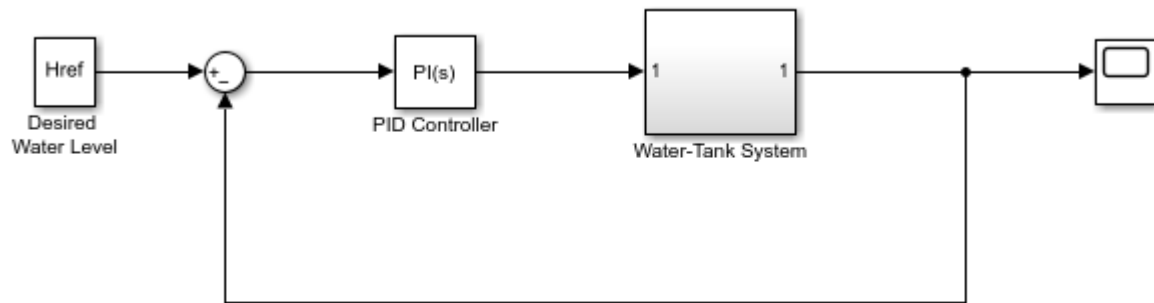 Href
Desired
Water Level
+
−
PI(s)
PID Controller
1
1
Water-Tank System